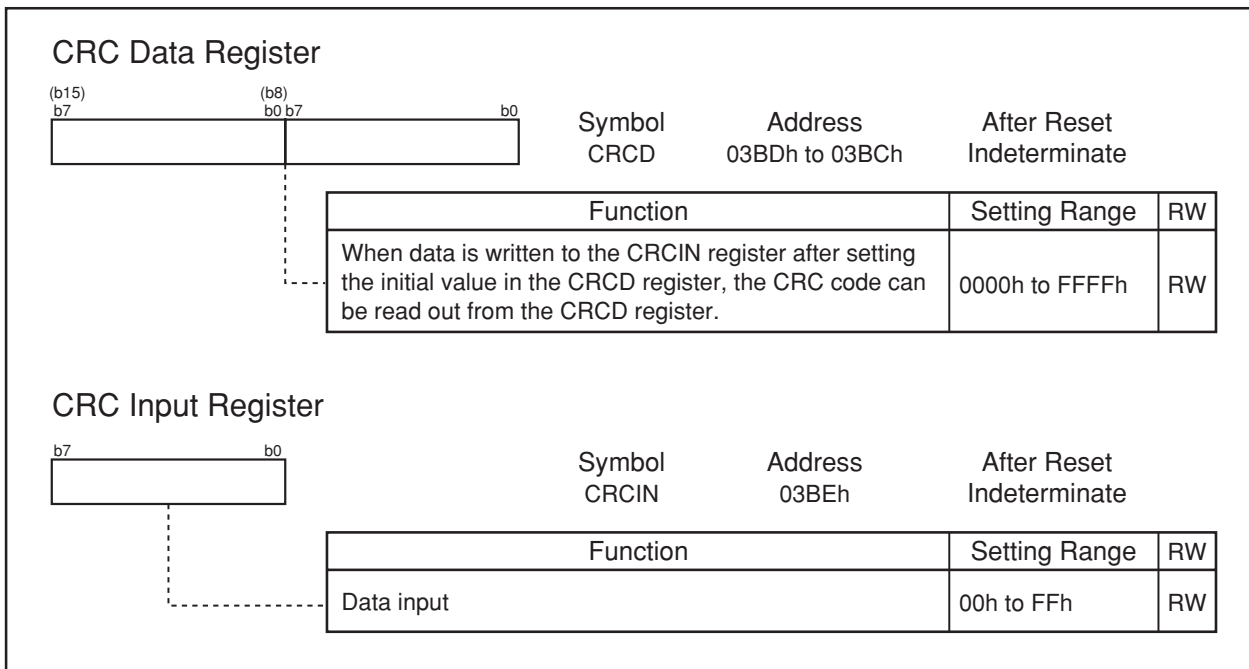 CRC Data Register
(b15) (b8)
b7 b0 b7 b0
Symbol Address After Reset
CRCD 03BDh to 03BCh Indeterminate
Function Setting Range RW
When data is written to the CRCIN register after setting
the initial value in the CRCD register, the CRC code can
be read out from the CRCD register.
0000h to FFFFh RW
CRC Input Register
b7 b0
Symbol Address After Reset
CRCIN 03BEh Indeterminate
Function Setting Range RW
Data input 00h to FFh RW